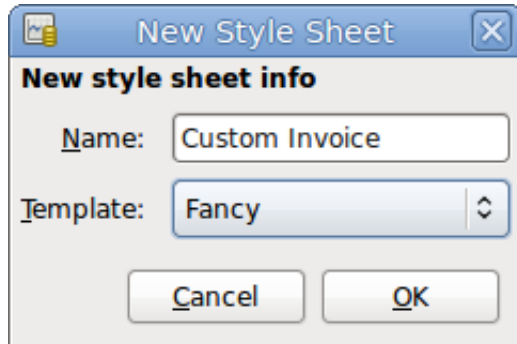 New Style Sheet
New style sheet info
Name: Custom Invoice
Template: Fancy
Cancel OK